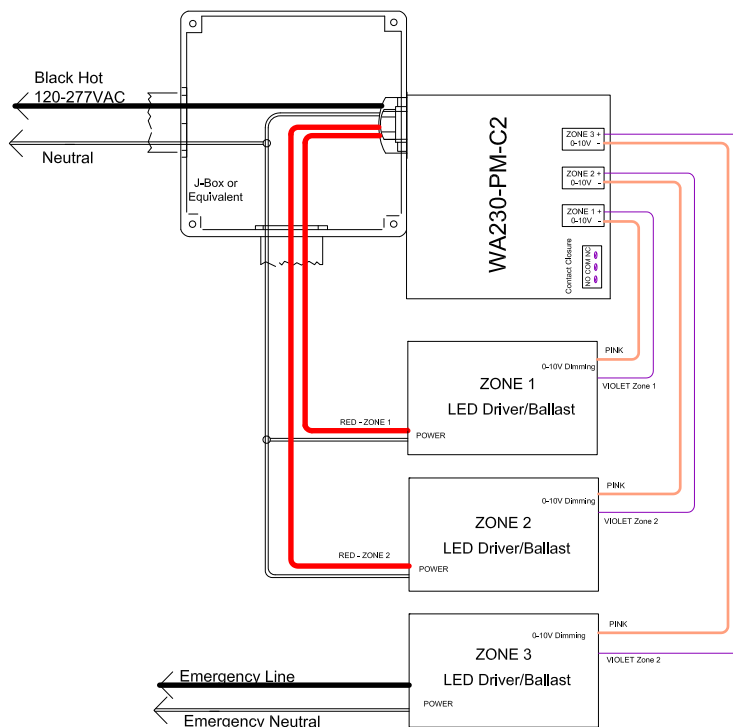 Black Hot
120-277VAC
Neutral
J-Box or
Equivalent
WA230-PM-C2
ZONE 3 +
0-10V -
ZONE 2 +
0-10V -
ZONE 1 +
0-10V -
Contact Closure
NO COM NC
PINK
0-10V Dimming
ZONE 1
LED Driver/Ballast
VIOLET Zone 1
RED - ZONE 1
POWER
PINK
0-10V Dimming
ZONE 2
LED Driver/Ballast
VIOLET Zone 2
RED - ZONE 2
POWER
PINK
0-10V Dimming
ZONE 3
LED Driver/Ballast
VIOLET Zone 2
Emergency Line
POWER
Emergency Neutral